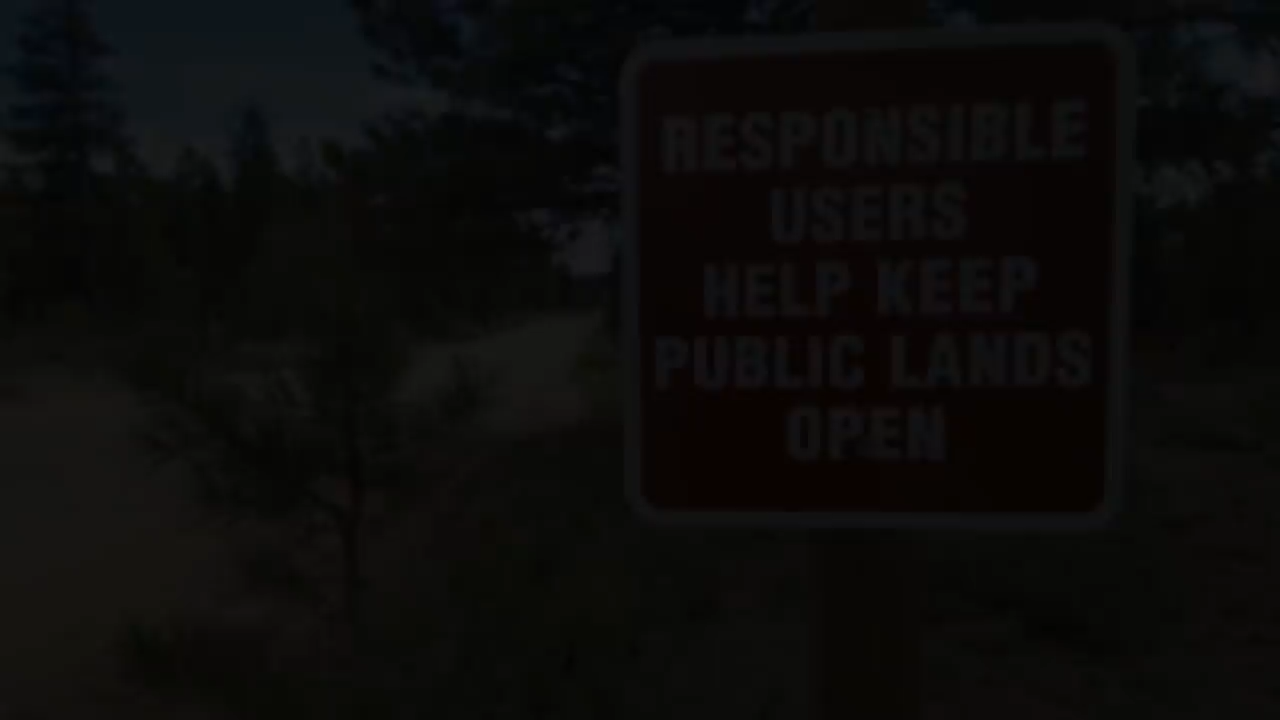 RESPONSIBLE
USERS
HELP KEEP
PUBLIC LANDS
OPEN